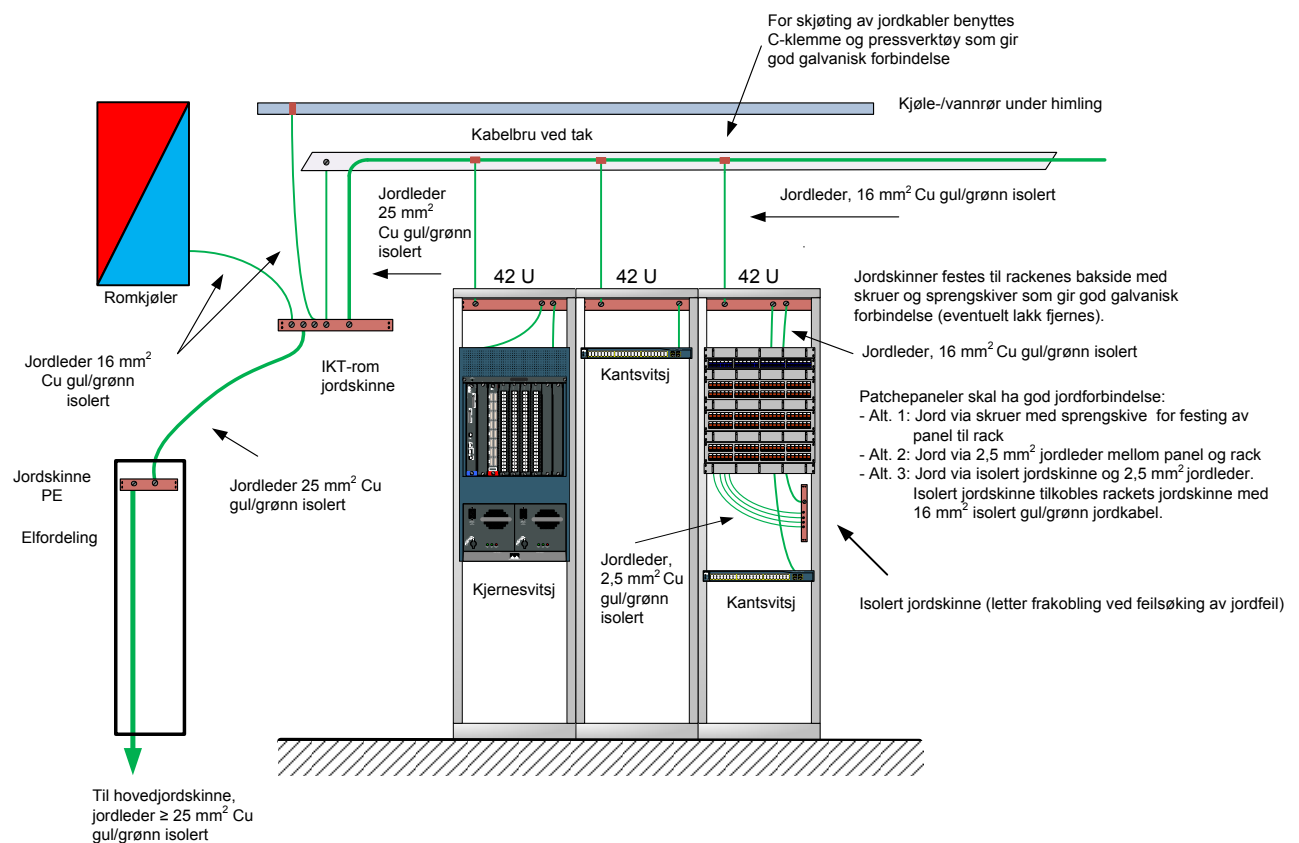 For skjøting av jordkabler benyttes
C-klemme og pressverktøy som gir
god galvanisk forbindelse
Kjøle-/vannrør under himling
Kabelbru ved tak
Jordleder
25 mm²
Cu gul/grønn
isolert
Jordleder, 16 mm² Cu gul/grønn isolert
Romkjøler
42 U
42 U
42 U
Jordskinner festes til rackenes bakside med
skruer og sprengskiver som gir god galvanisk
forbindelse (eventuelt lakk fjernes).
Jordleder, 16 mm² Cu gul/grønn isolert
Jordleder 16 mm²
Cu gul/grønn
isolert
IKT-rom
jordskinne
Kantsvitsj
Patchepaneler skal ha god jordforbindelse:
- Alt. 1: Jord via skruer med sprengskive for festing av
panel til rack
- Alt. 2: Jord via 2,5 mm² jordleder mellom panel og rack
- Alt. 3: Jord via isolert jordskinne og 2,5 mm² jordleder.
Isolert jordskinne tilkobles rackets jordskinne med
16 mm² isolert gul/grønn jordkabel.
Jordskinne
PE
Elfordeling
Jordleder 25 mm² Cu
gul/grønn isolert
Kjernesvitsj
Jordleder,
2,5 mm² Cu
gul/grønn
isolert
Kantsvitsj
Isolert jordskinne (letter frakobling ved feilsøking av jordfeil)
Til hovedjordskinne,
jordleder ≥ 25 mm² Cu
gul/grønn isolert